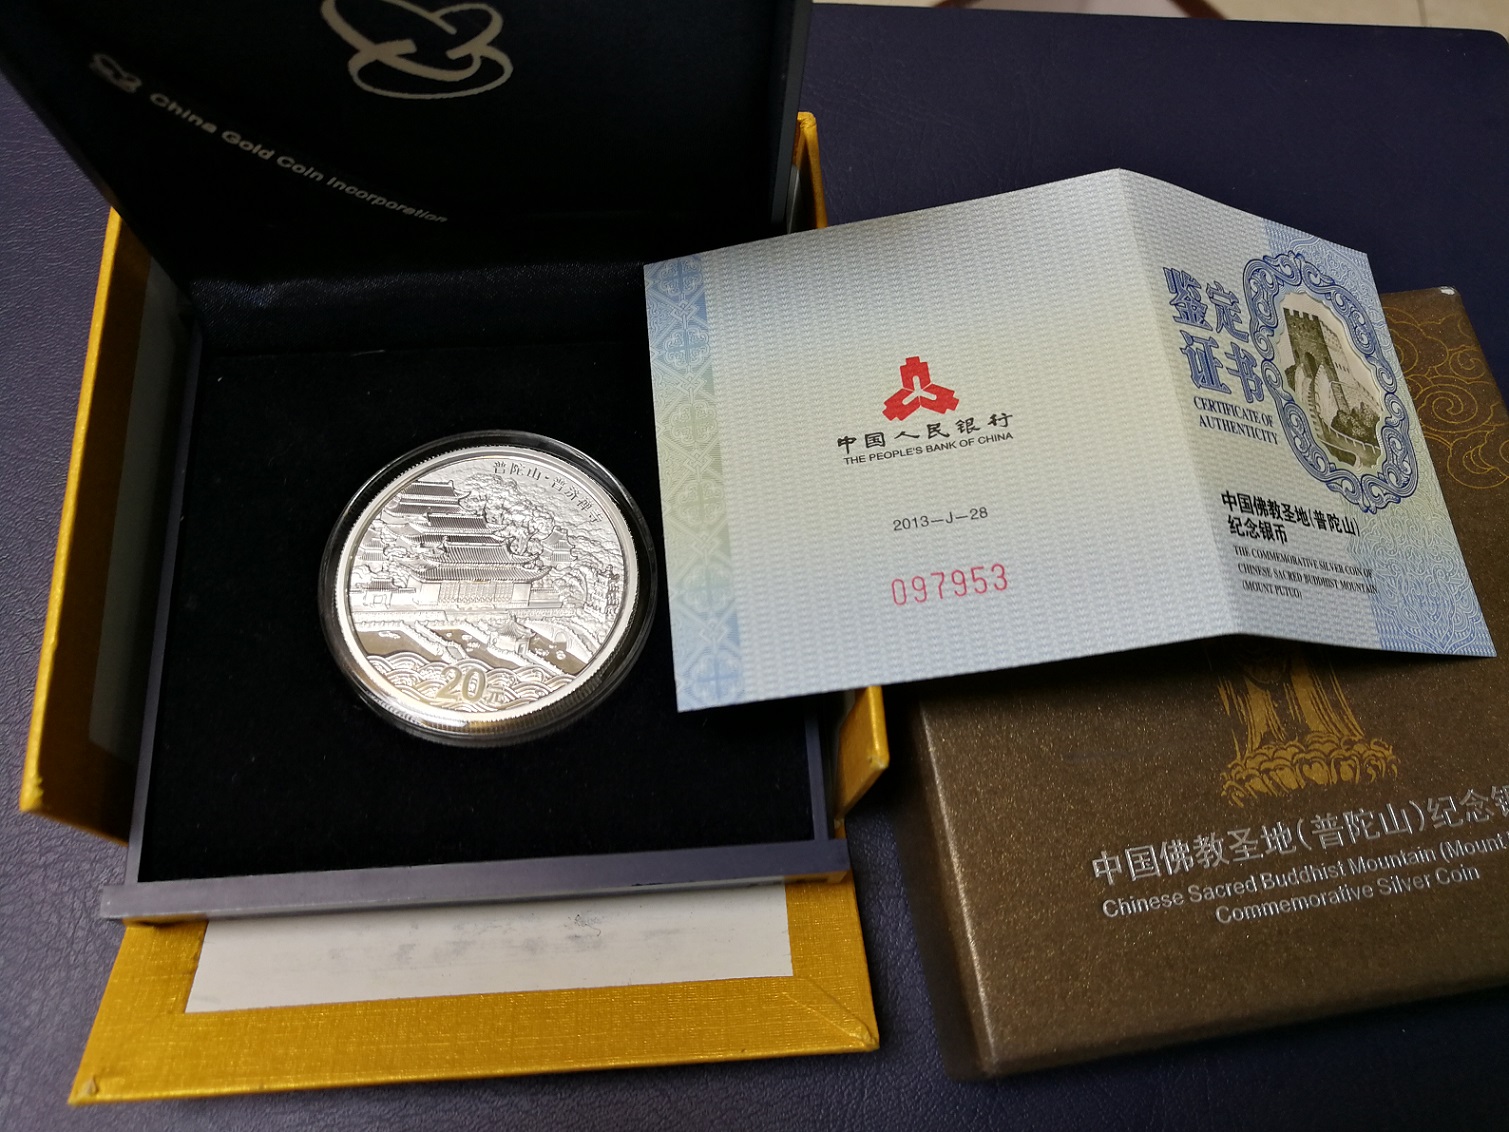 China Gold Coin Incorporation
普陀山·普济禅寺
20元
中国人民银行
THE PEOPLE'S BANK OF CHINA
2013—J—28
097953
鉴定
证书
CERTIFICATE OF
AUTHENTICITY
中国佛教圣地(普陀山)
纪念银币
THE COMMEMORATIVE SILVER COIN OF
CHINESE SACRED BUDDHIST MOUNTAIN
(MOUNT PUTUO)
中国佛教圣地(普陀山)纪念银
Chinese Sacred Buddhist Mountain (Mount
Commemorative Silver Coin